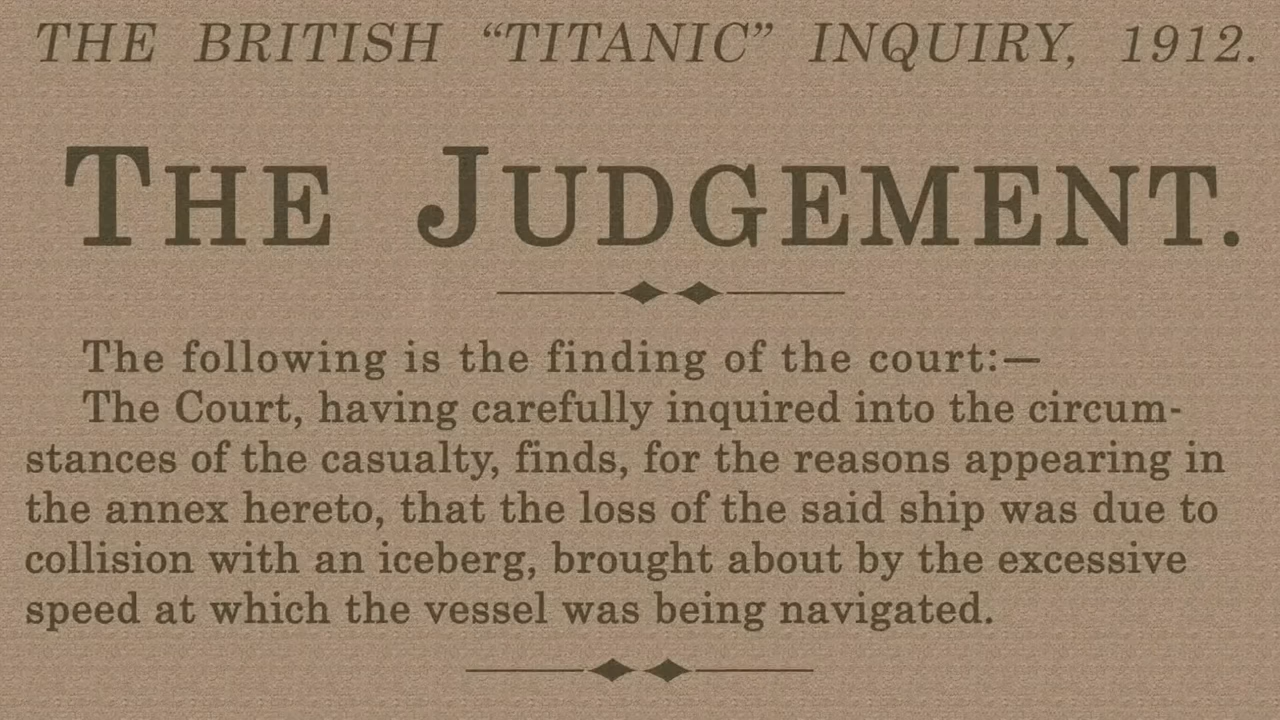 THE BRITISH “TITANIC” INQUIRY, 1912.
THE JUDGEMENT.
The following is the finding of the court:—
The Court, having carefully inquired into the circum-
stances of the casualty, finds, for the reasons appearing in
the annex hereto, that the loss of the said ship was due to
collision with an iceberg, brought about by the excessive
speed at which the vessel was being navigated.